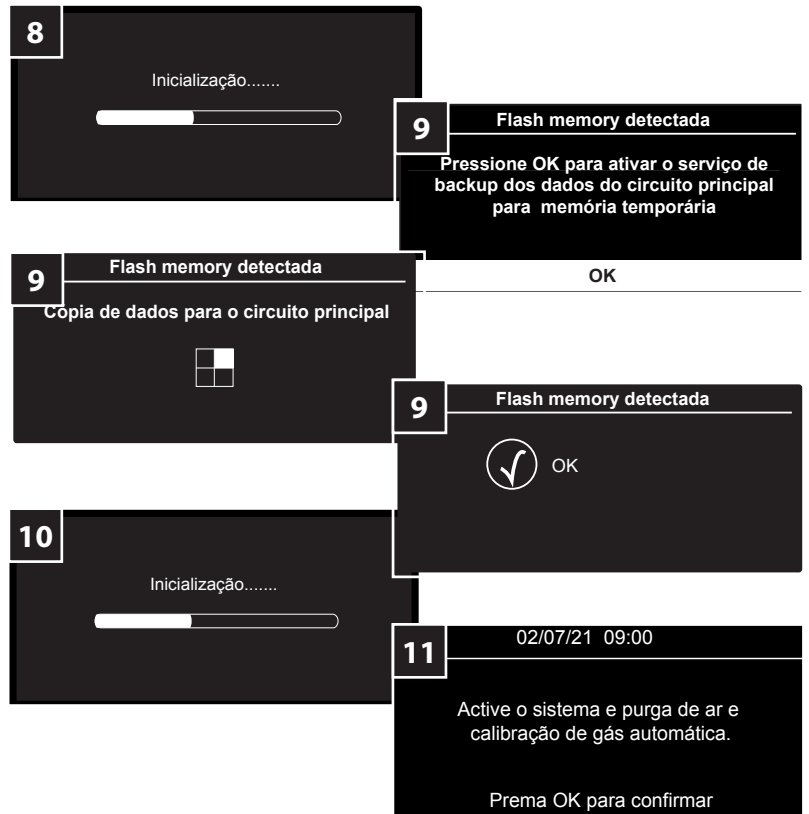 8
Inicialização.......
9
Flash memory detectada
Pressione OK para ativar o serviço de
backup dos dados do circuito principal
para memória temporária
OK
9
Flash memory detectada
Cópia de dados para o circuito principal
9
Flash memory detectada
OK
10
Inicialização.......
11
02/07/21 09:00
Active o sistema e purga de ar e
calibração de gás automática.
Prema OK para confirmar